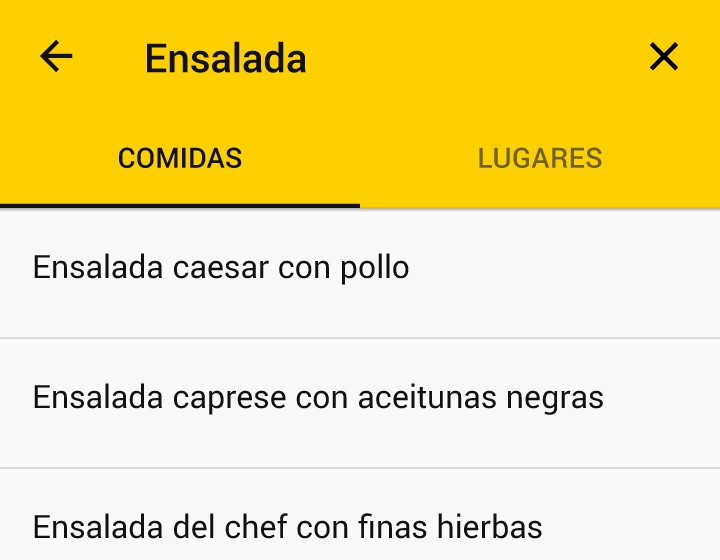 Ensalada
COMIDAS LUGARES
Ensalada caesar con pollo
Ensalada caprese con aceitunas negras
Ensalada del chef con finas hierbas